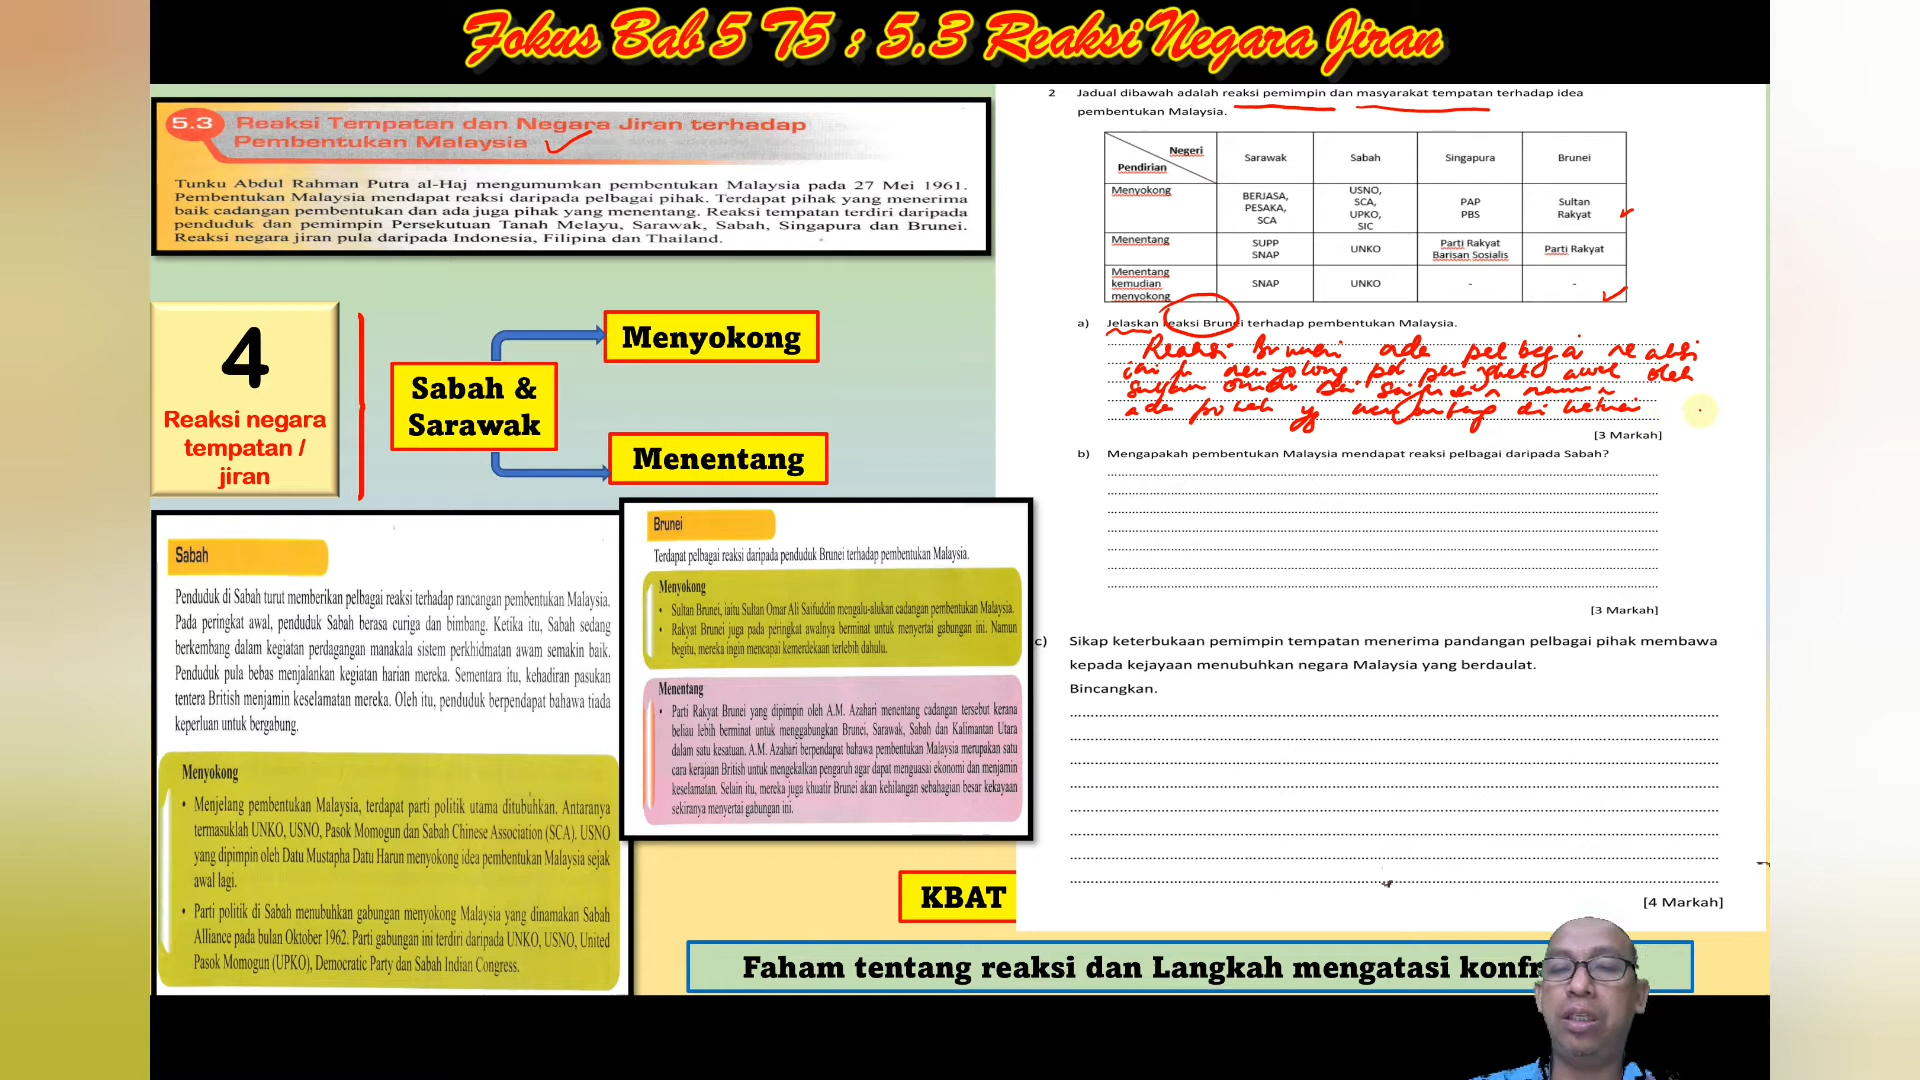 Fokus Bab 5 T5 : 5.3 Reaksi Negara Jiran
5.3 Reaksi Tempatan dan Negara Jiran terhadap
Pembentukan Malaysia
Tunku Abdul Rahman Putra al-Haj mengumumkan pembentukan Malaysia pada 27 Mei 1961.
Pembentukan Malaysia mendapat reaksi daripada pelbagai pihak. Terdapat pihak yang menerima
baik cadangan pembentukan dan ada juga pihak yang menentang. Reaksi tempatan terdiri daripada
penduduk dan pemimpin Persekutuan Tanah Melayu, Sarawak, Sabah, Singapura dan Brunei.
Reaksi negara jiran pula daripada Indonesia, Filipina dan Thailand.
4
Reaksi negara
tempatan /
jiran
Sabah &
Sarawak
Menyokong
Menentang
Sabah
Penduduk di Sabah turut memberikan pelbagai reaksi terhadap rancangan pembentukan Malaysia.
Pada peringkat awal, penduduk Sabah berasa curiga dan bimbang. Ketika itu, Sabah sedang
berkembang dalam kegiatan perdagangan manakala sistem perkhidmatan awam semakin baik.
Penduduk pula bebas menjalankan kegiatan harian mereka. Sementara itu, kehadiran pasukan
tentera British menjamin keselamatan mereka. Oleh itu, penduduk berpendapat bahawa tiada
keperluan untuk bergabung.
Menyokong
• Menjelang pembentukan Malaysia, terdapat parti politik utama ditubuhkan. Antaranya
termasuklah UNKO, USNO, Pasok Momogun dan Sabah Chinese Association (SCA). USNO
yang dipimpin oleh Datu Mustapha Datu Harun menyokong idea pembentukan Malaysia sejak
awal lagi.
• Parti politik di Sabah menubuhkan gabungan menyokong Malaysia yang dinamakan Sabah
Alliance pada bulan Oktober 1962. Parti gabungan ini terdiri daripada UNKO, USNO, United
Pasok Momogun (UPKO), Democratic Party dan Sabah Indian Congress.
Brunei
Terdapat pelbagai reaksi daripada penduduk Brunei terhadap pembentukan Malaysia.
Menyokong
• Sultan Brunei, iaitu Sultan Omar Ali Saifuddin mengalu-alukan cadangan pembentukan Malaysia.
• Rakyat Brunei juga pada peringkat awalnya berminat untuk menyertai gabungan ini. Namun
begitu, mereka ingin mencapai kemerdekaan terlebih dahulu.
Menentang
• Parti Rakyat Brunei yang dipimpin oleh A.M. Azahari menentang cadangan tersebut kerana
beliau lebih berminat untuk menggabungkan Brunei, Sarawak, Sabah dan Kalimantan Utara
dalam satu kesatuan. A.M. Azahari berpendapat bahawa pembentukan Malaysia merupakan satu
cara kerajaan British untuk mengekalkan pengaruh agar dapat menguasai ekonomi dan menjamin
keselamatan. Selain itu, mereka juga khuatir Brunei akan kehilangan sebahagian besar kekayaan
sekiranya menyertai gabungan ini.
2 Jadual dibawah adalah reaksi pemimpin dan masyarakat tempatan terhadap idea
pembentukan Malaysia.
Negeri
Pendirian
Sarawak Sabah Singapura Brunei
Menyokong
BERJASA,
PESAKA,
SCA
USNO,
SCA,
UPKO,
SIC
PAP
PBS
Sultan
Rakyat
Menentang
SUPP
SNAP
UNKO
Parti Rakyat
Barisan Sosialis
Parti Rakyat
Menentang
kemudian
menyokong
SNAP UNKO - -
a) Jelaskan reaksi Brunei terhadap pembentukan Malaysia.
Reaksi Brunei ada pelbagai reaksi
menyokong awal oleh
Sultan Omar namun
ada pihak yg menentang di ketuai
[3 Markah]
b) Mengapakah pembentukan Malaysia mendapat reaksi pelbagai daripada Sabah?
[3 Markah]
c) Sikap keterbukaan pemimpin tempatan menerima pandangan pelbagai pihak membawa
kepada kejayaan menubuhkan negara Malaysia yang berdaulat.
Bincangkan.
[4 Markah]
KBAT
Faham tentang reaksi dan Langkah mengatasi